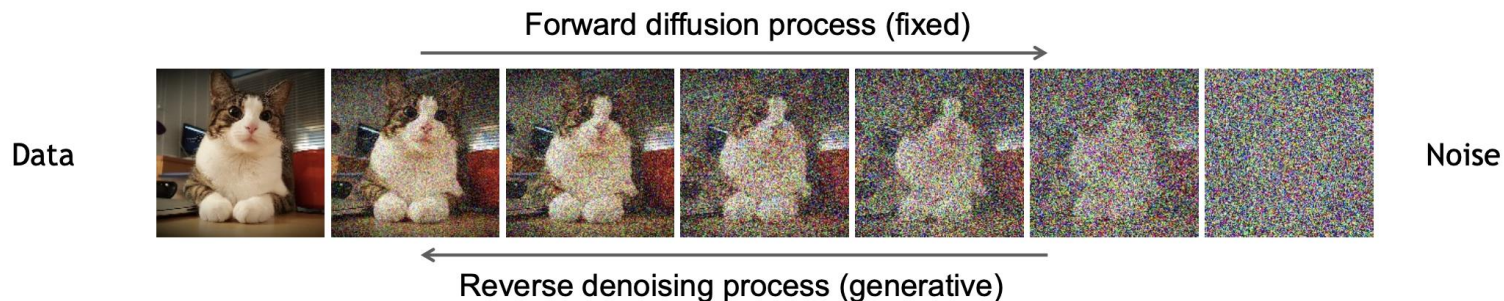 Forward diffusion process (fixed)
Data
Noise
Reverse denoising process (generative)